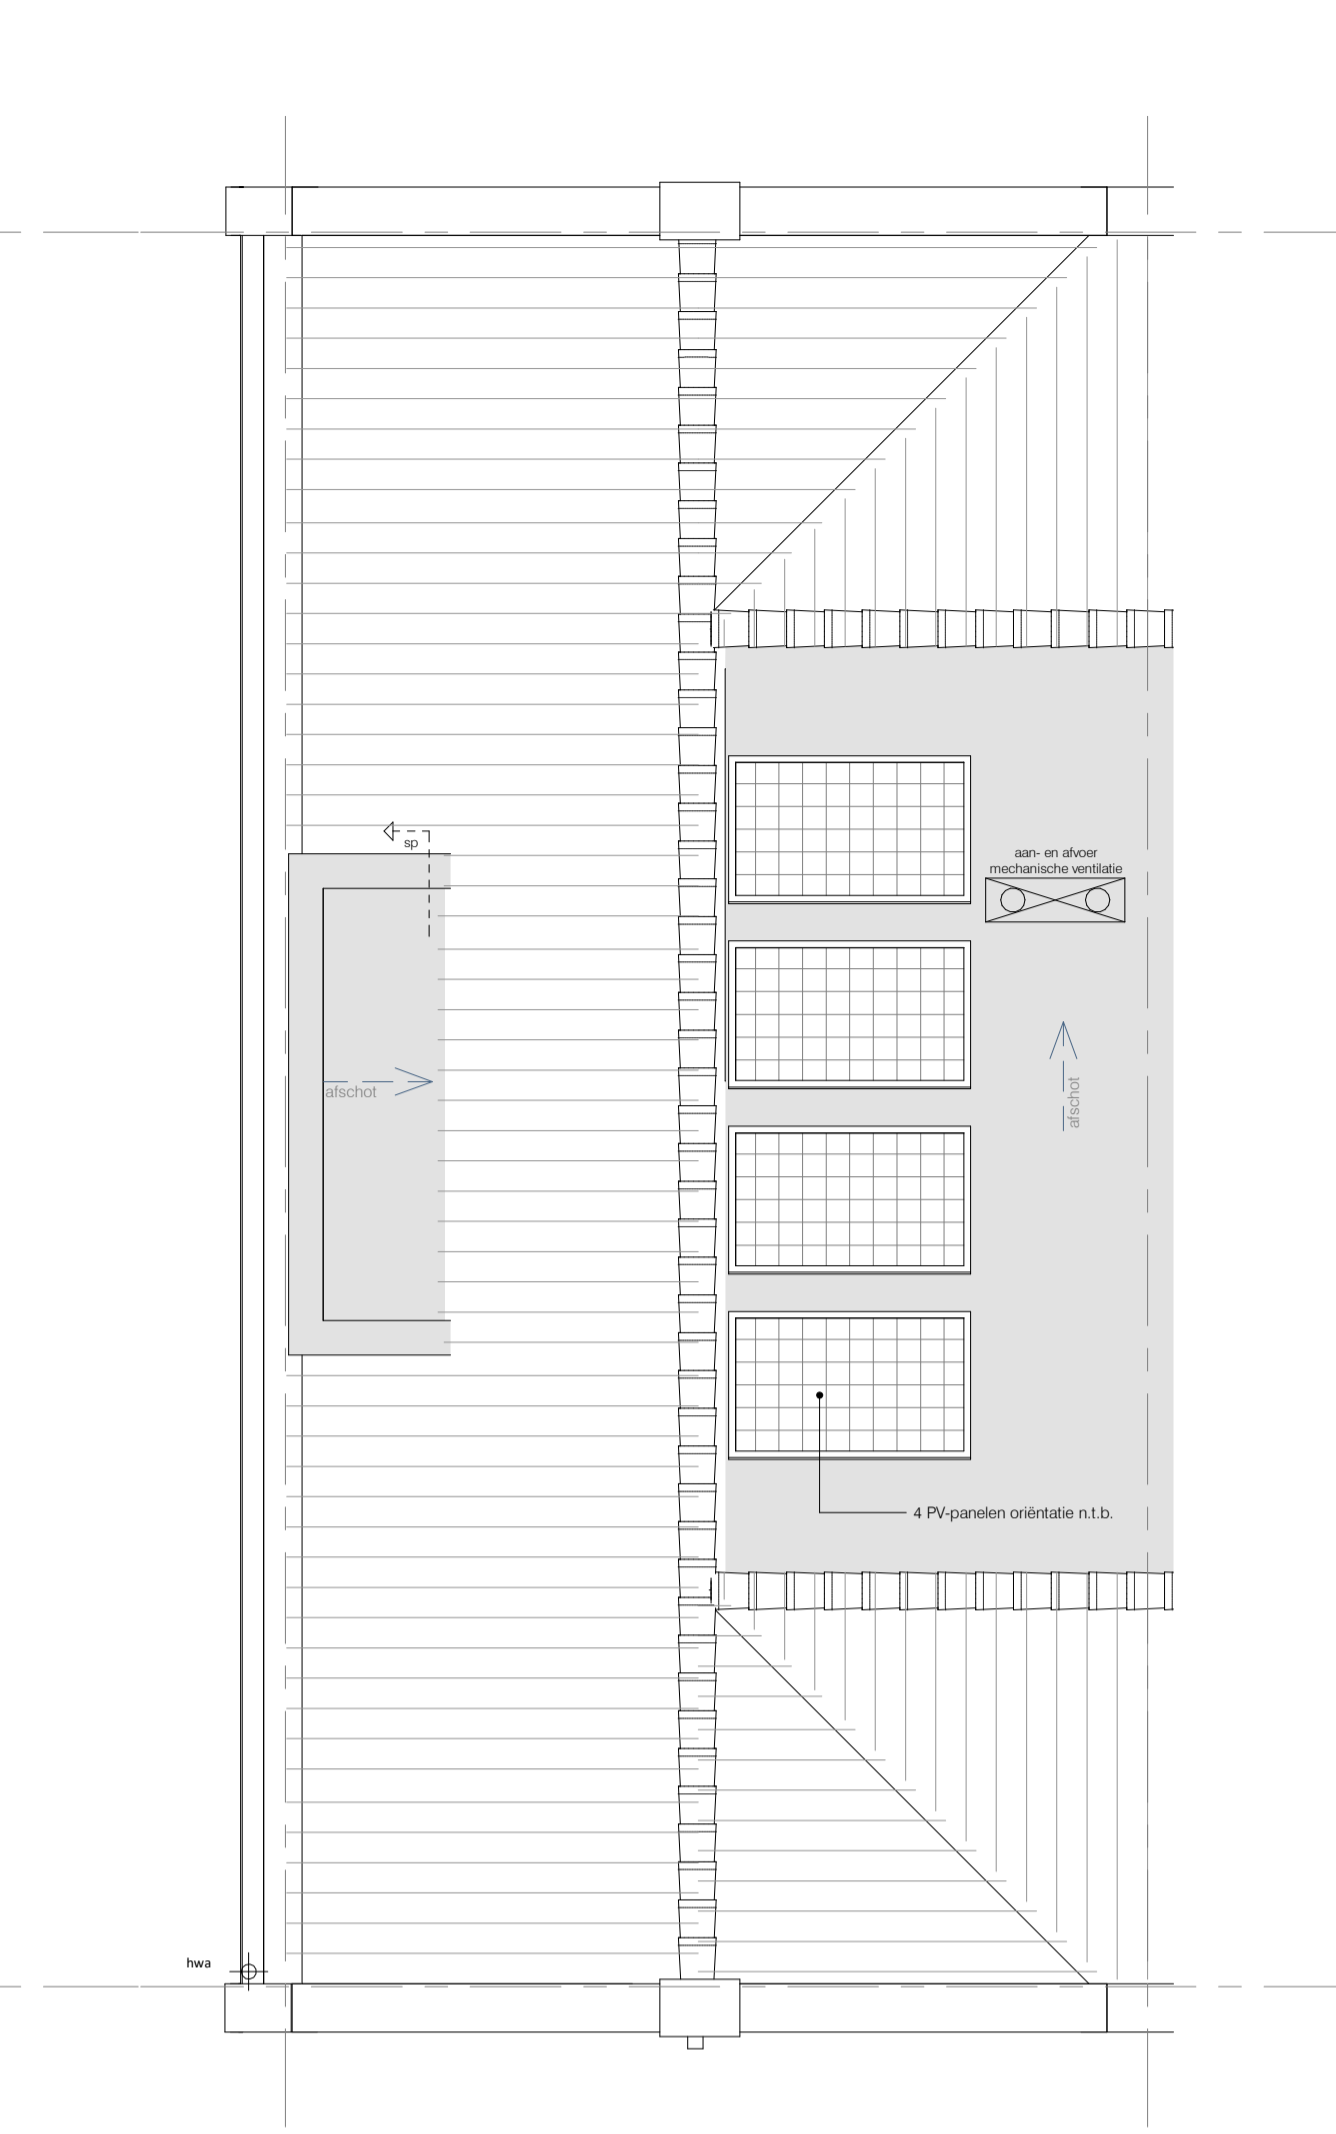 sp
aan- en afvoer
mechanische ventilatie
afschot
afschot
4 PV-panelen oriëntatie n.t.b.
hwa